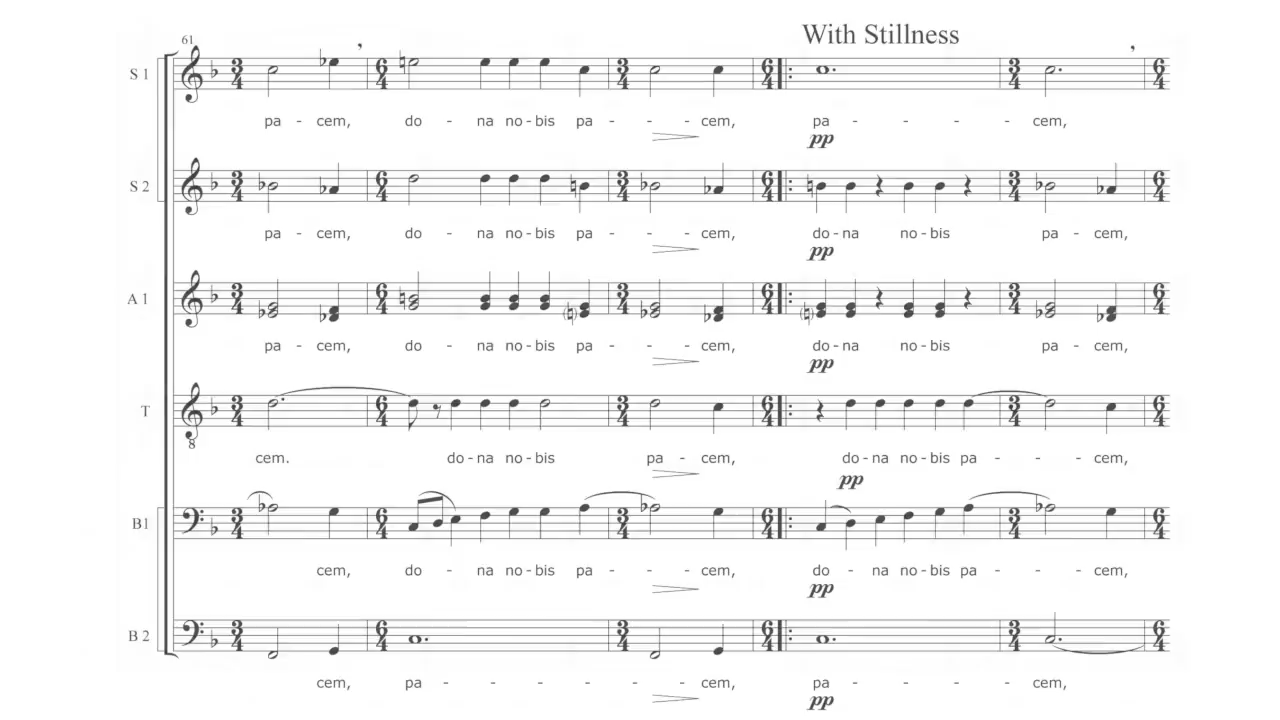 With Stillness
61
S 1
pa - cem, do - na no-bis pa - - - cem, pa - - - - cem,
pp
S 2
pa - cem, do - na no-bis pa - - - cem, do-na no-bis pa - cem,
pp
A 1
pa - cem, do - na no-bis pa - - - cem, do-na no-bis pa - cem,
pp
T
8
cem. do-na no-bis pa - cem, do-na no-bis pa - - - cem,
pp
B1
cem, do - na no-bis pa - - - cem, do - na no-bis pa - - - cem,
pp
B 2
cem, pa - - - - - - cem, pa - - - - cem,
pp